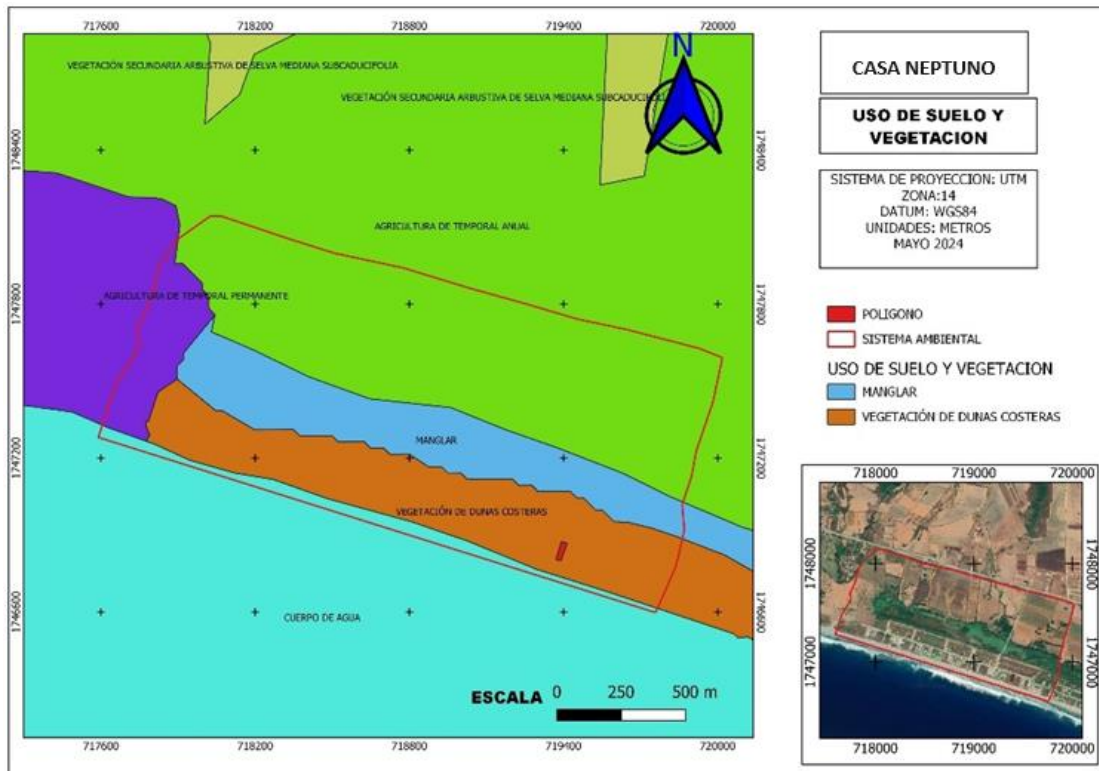 717600 718200 718800 719400 720000
VEGETACIÓN SECUNDARIA ARBUSTIVA DE SELVA MEDIANA SUBCADUCIFOLIA
VEGETACIÓN SECUNDARIA ARBUSTIVA DE SELVA MEDIANA SUBCADUCIFOLI
N
1748400 1748400
AGRICULTURA DE TEMPORAL ANUAL
AGRICULTURA DE TEMPORAL PERMANENTE
1747800 1747800
MANGLAR
1747200 1747200
VEGETACIÓN DE DUNAS COSTERAS
1746600 1746600
CUERPO DE AGUA
ESCALA 0 250 500 m
717600 718200 718800 719400 720000
CASA NEPTUNO
USO DE SUELO Y
VEGETACION
SISTEMA DE PROYECCION: UTM
ZONA:14
DATUM: WGS84
UNIDADES: METROS
MAYO 2024
POLIGONO
SISTEMA AMBIENTAL
USO DE SUELO Y VEGETACION
MANGLAR
VEGETACIÓN DE DUNAS COSTERAS
718000 719000 720000
1748000 1748000
1747000 1747000
718000 719000 720000